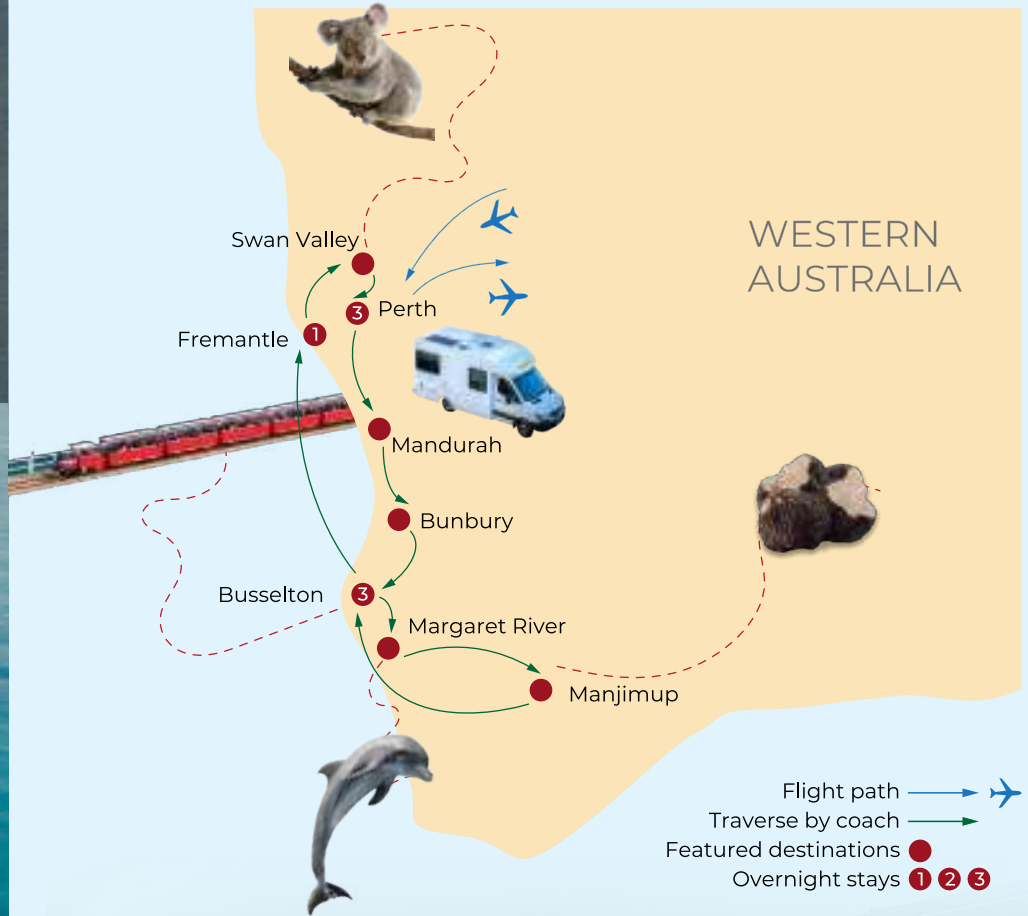 WESTERN
AUSTRALIA
Swan Valley
3 Perth
Fremantle 1
Mandurah
Bunbury
Busselton 3
Margaret River
Manjimup
Flight path
Traverse by coach
Featured destinations
Overnight stays 1 2 3